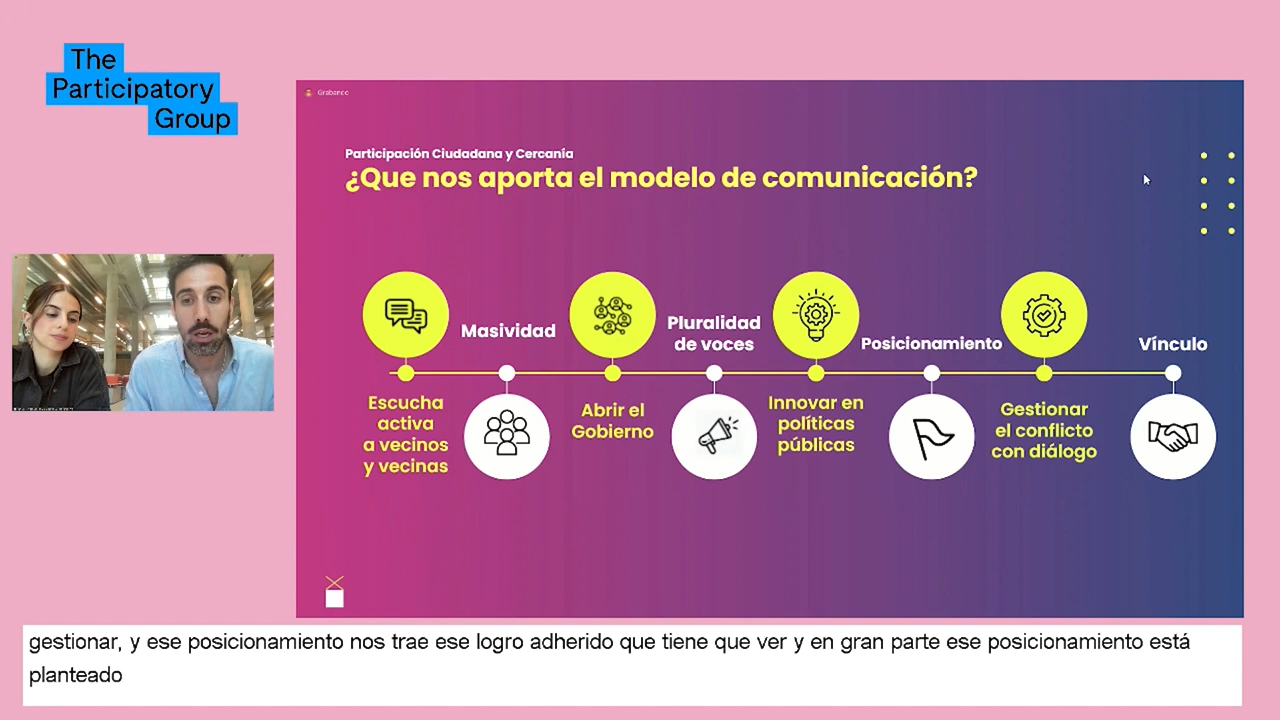 The
Participatory
Group
Grabando
Participación Ciudadana y Cercanía
¿Que nos aporta el modelo de comunicación?
Masividad
Pluralidad
de voces
Posicionamiento
Vínculo
Escucha
activa
a vecinos
y vecinas
Abrir el
Gobierno
Innovar en
políticas
públicas
Gestionar
el conflicto
con diálogo
gestionar, y ese posicionamiento nos trae ese logro adherido que tiene que ver y en gran parte ese posicionamiento está
planteado